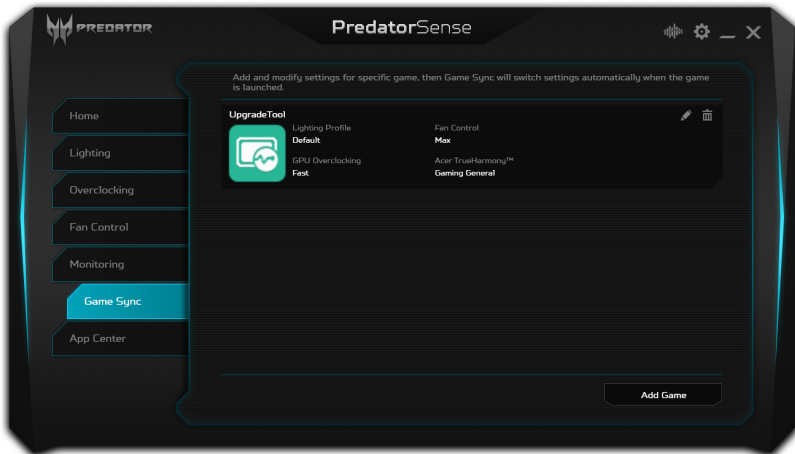 PREDATOR
PredatorSense
Add and modify settings for specific game, then Game Sync will switch settings automatically when the game
is launched.
Home
Lighting
Overclocking
Fan Control
Monitoring
Game Sync
App Center
UpgradeTool
Lighting Profile
Default
Fan Control
Max
GPU Overclocking
Fast
Acer TrueHarmony™
Gaming General
Add Game